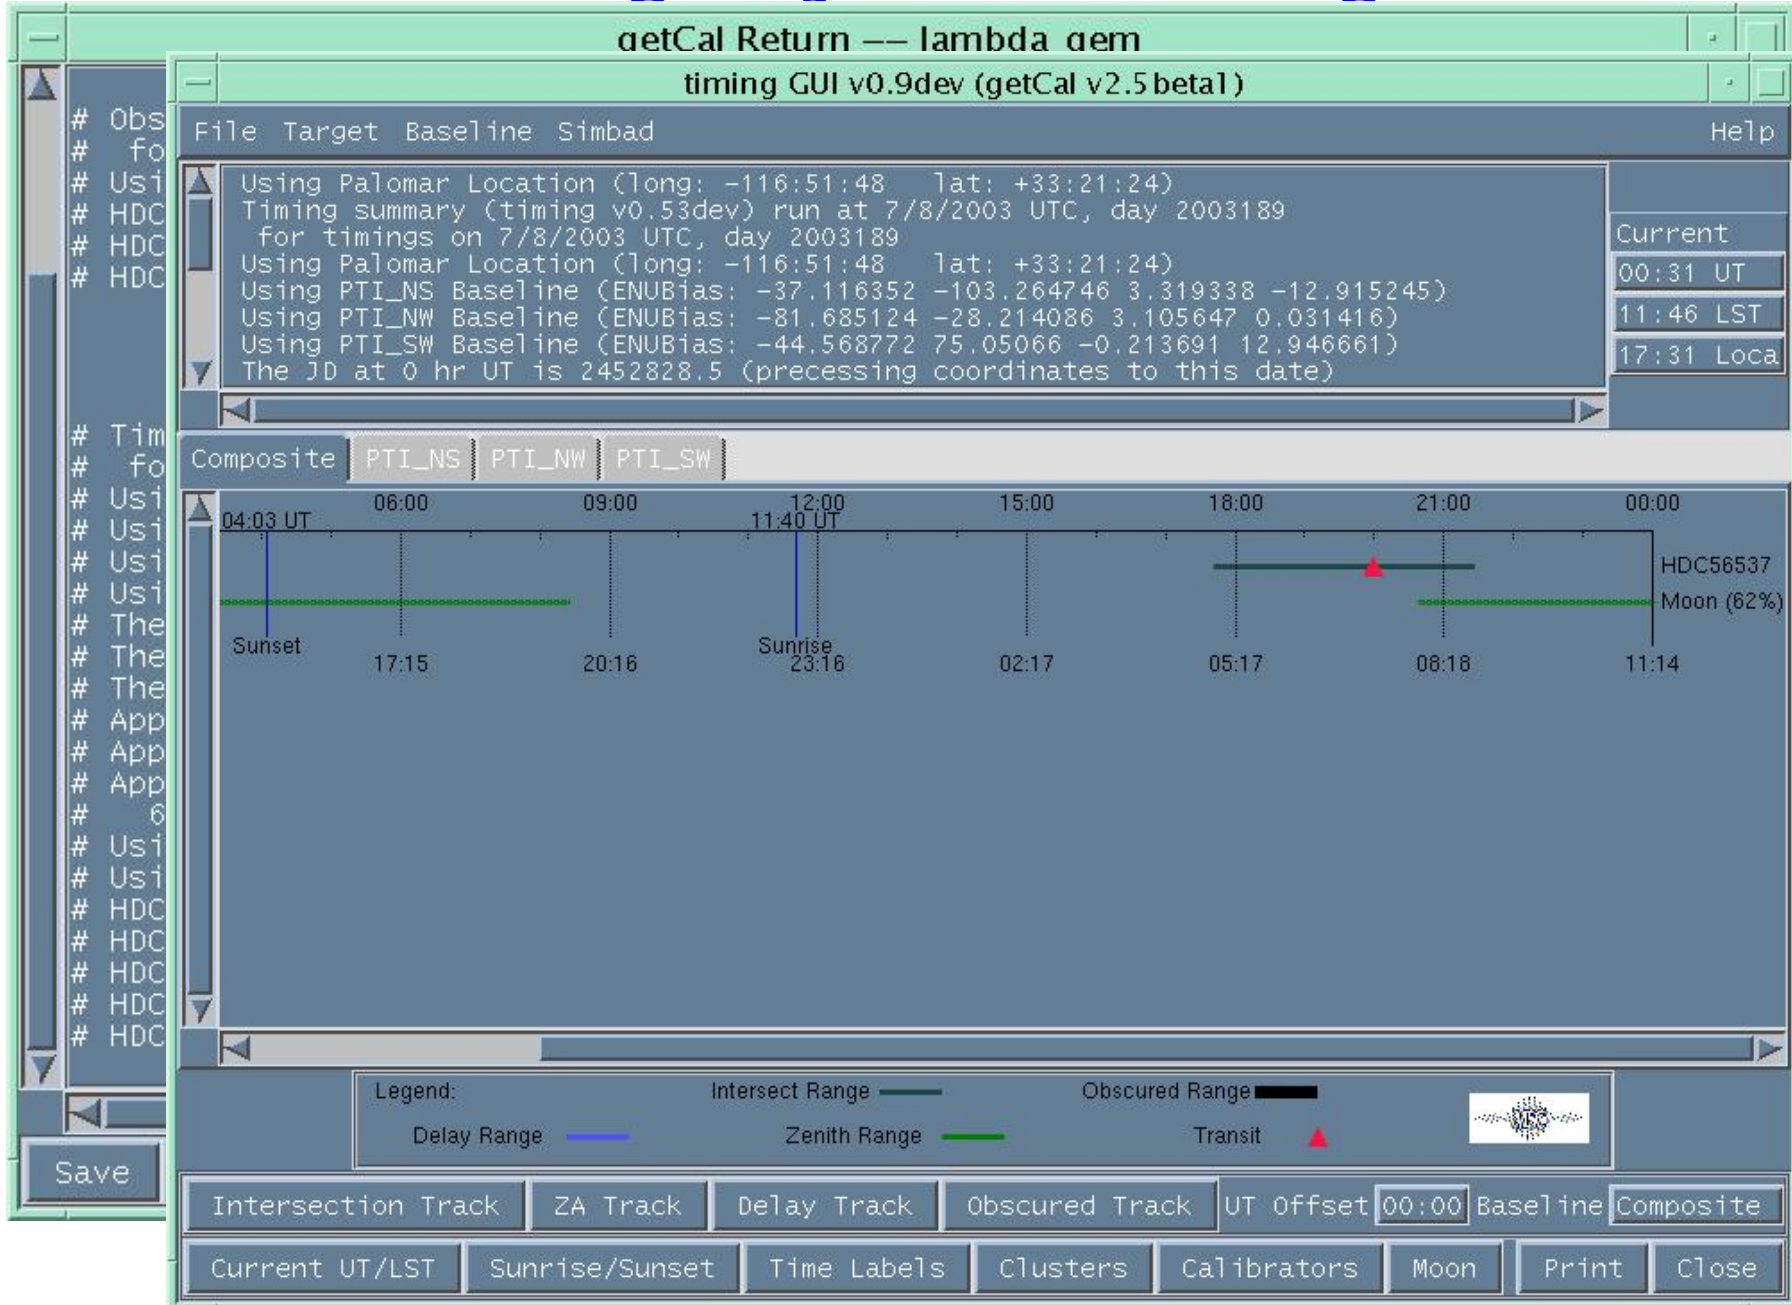 getCal Return –– lambda_gem
timing GUI v0.9dev (getCal v2.5beta1)
File Target Baseline Simbad Help
# Obs
# fo
# Usi
# HDC
# HDC
# HDC
# Tim
# fo
# Usi
# Usi
# Usi
# Usi
# The
# The
# The
# App
# App
# App
# 6
# Usi
# Usi
# HDC
# HDC
# HDC
# HDC
# HDC
Save
Using Palomar Location (long: -116:51:48 lat: +33:21:24)
Timing summary (timing v0.53dev) run at 7/8/2003 UTC, day 2003189
for timings on 7/8/2003 UTC, day 2003189
Using Palomar Location (long: -116:51:48 lat: +33:21:24)
Using PTI_NS Baseline (ENUBias: -37.116352 -103.264746 3.319338 -12.915245)
Using PTI_NW Baseline (ENUBias: -81.685124 -28.214086 3.105647 0.031416)
Using PTI_SW Baseline (ENUBias: -44.568772 75.05066 -0.213691 12.946661)
The JD at 0 hr UT is 2452828.5 (precessing coordinates to this date)
Current
00:31 UT
11:46 LST
17:31 Loca
Composite PTI_NS PTI_NW PTI_SW
06:00 09:00 12:00 15:00 18:00 21:00 00:00
04:03 UT 11:40 UT
HDC56537
Moon (62%)
Sunset Sunrise
17:15 20:16 23:16 02:17 05:17 08:18 11:14
Legend: Intersect Range Obscured Range
Delay Range Zenith Range Transit
Intersection Track ZA Track Delay Track Obscured Track UT Offset 00:00 Baseline Composite
Current UT/LST Sunrise/Sunset Time Labels Clusters Calibrators Moon Print Close